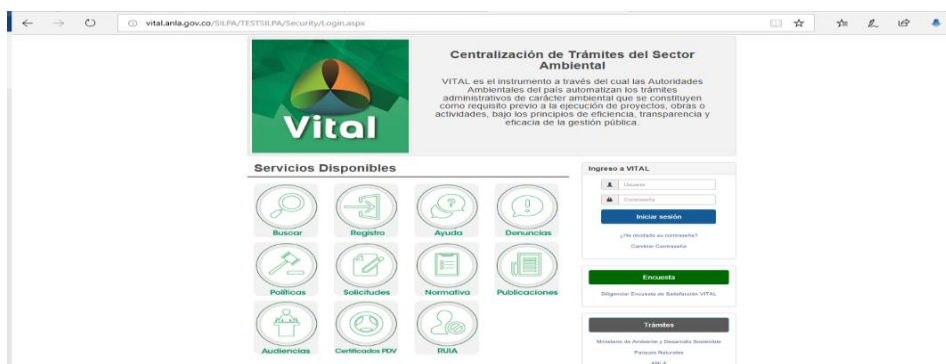 vital.anla.gov.co/SILPA/TESTSILPA/Security/Login.aspx
Vital
Centralización de Trámites del Sector
Ambiental
VITAL es el instrumento a través del cual las Autoridades
Ambientales del país automatizan los trámites
administrativos de carácter ambiental que se constituyen
como requisito previo a la ejecución de proyectos, obras o
actividades, bajo los principios de eficiencia, transparencia y
eficacia de la gestión pública.
Servicios Disponibles
Buscar
Registro
Ayuda
Denuncias
Políticas
Solicitudes
Normativa
Publicaciones
Audiencias
Certificados PDV
RUIA
Ingreso a VITAL
Usuario
Contraseña
Iniciar sesión
¿Ha olvidado su contraseña?
Cambiar Contraseña
Encuesta
Diligenciar Encuesta de Satisfacción VITAL
Trámites
Ministerio de Ambiente y Desarrollo Sostenible
Parques Naturales
ANLA